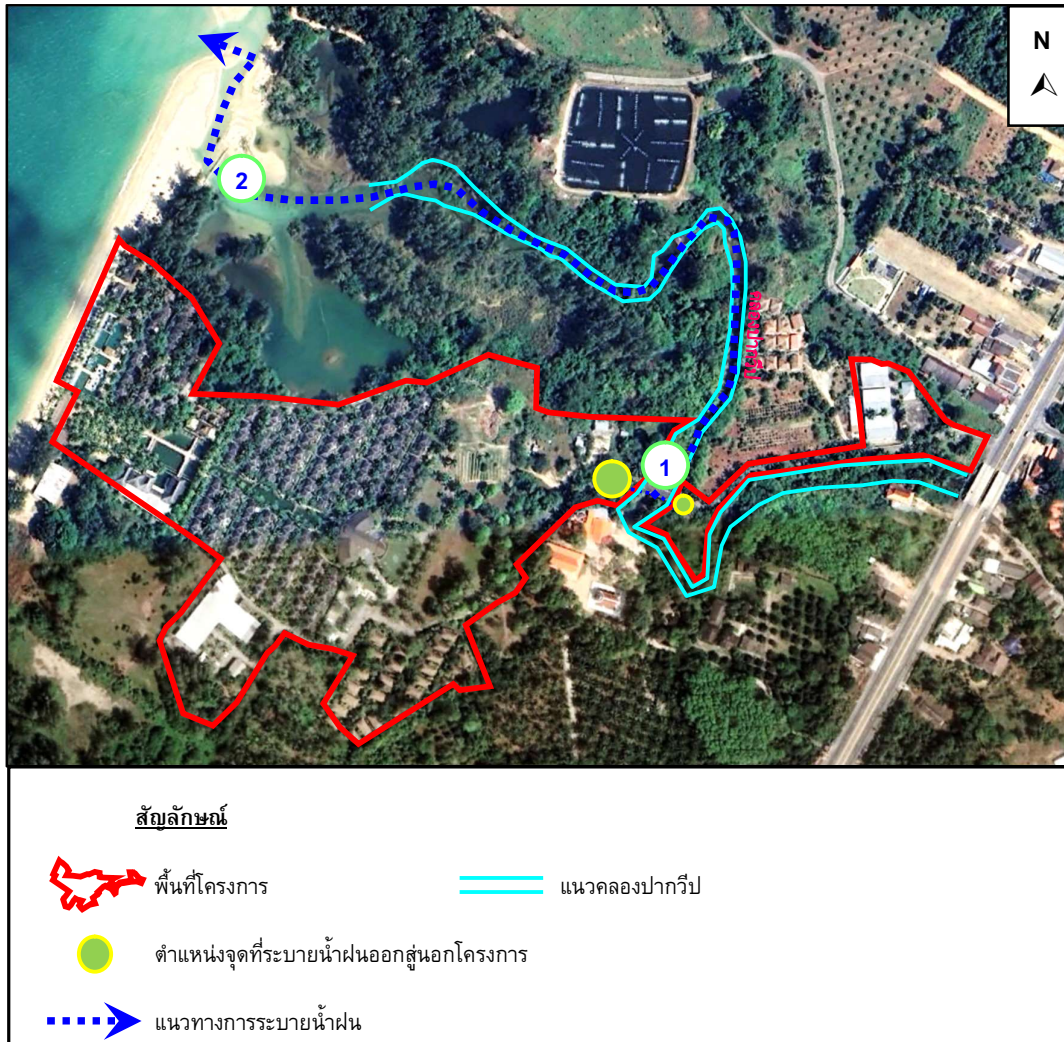 N
2
คลองปากวีป
1
สัญลักษณ์
พื้นที่โครงการ
แนวคลองปากวีป
ตำแหน่งจุดที่ระบายน้ำฝนออกสู่นอกโครงการ
แนวทางการระบายน้ำฝน